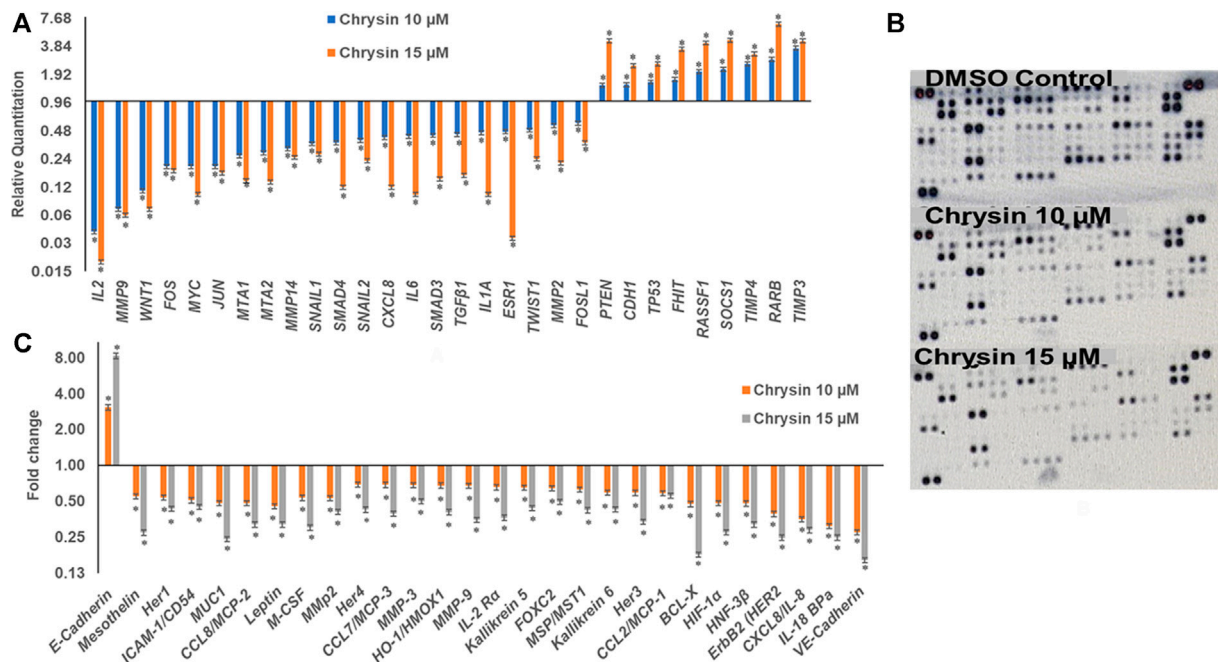 A
7.68
3.84
1.92
0.96
0.48
0.24
0.12
0.06
0.03
0.015
Relative Quantitation
Chrysin 10 µM
Chrysin 15 µM
IL2
MMP9
WNT1
FOS
MYC
JUN
MTA1
MTA2
MMP14
SNAIL1
SMAD4
SNAIL2
CXCL8
IL6
SMAD3
TGFβ1
IL1A
ESR1
TWIST1
MMP2
FOSL1
PTEN
CDH1
TP53
FHIT
RASSF1
SOCS1
TIMP4
RARB
TIMP3
B
DMSO Control
Chrysin 10 µM
Chrysin 15 µM
C
8.00
4.00
2.00
1.00
0.50
0.25
0.13
Fold change
Chrysin 10 µM
Chrysin 15 µM
E-Cadherin
Mesothelin
Her1
ICAM-1/CD54
MUC1
CCL8/MCP-2
Leptin
M-CSF
MMp2
Her4
CCL7/MCP-3
MMP-3
HO-1/HMOX1
MMP-9
IL-2 Rα
Kallikrein 5
FOXC2
MSP/MST1
Kallikrein 6
Her3
CCL2/MCP-1
BCL-X
HIF-1α
HNF-3β
ErbB2 (HER2
CXCL8/IL-8
IL-18 BPa
VE-Cadherin